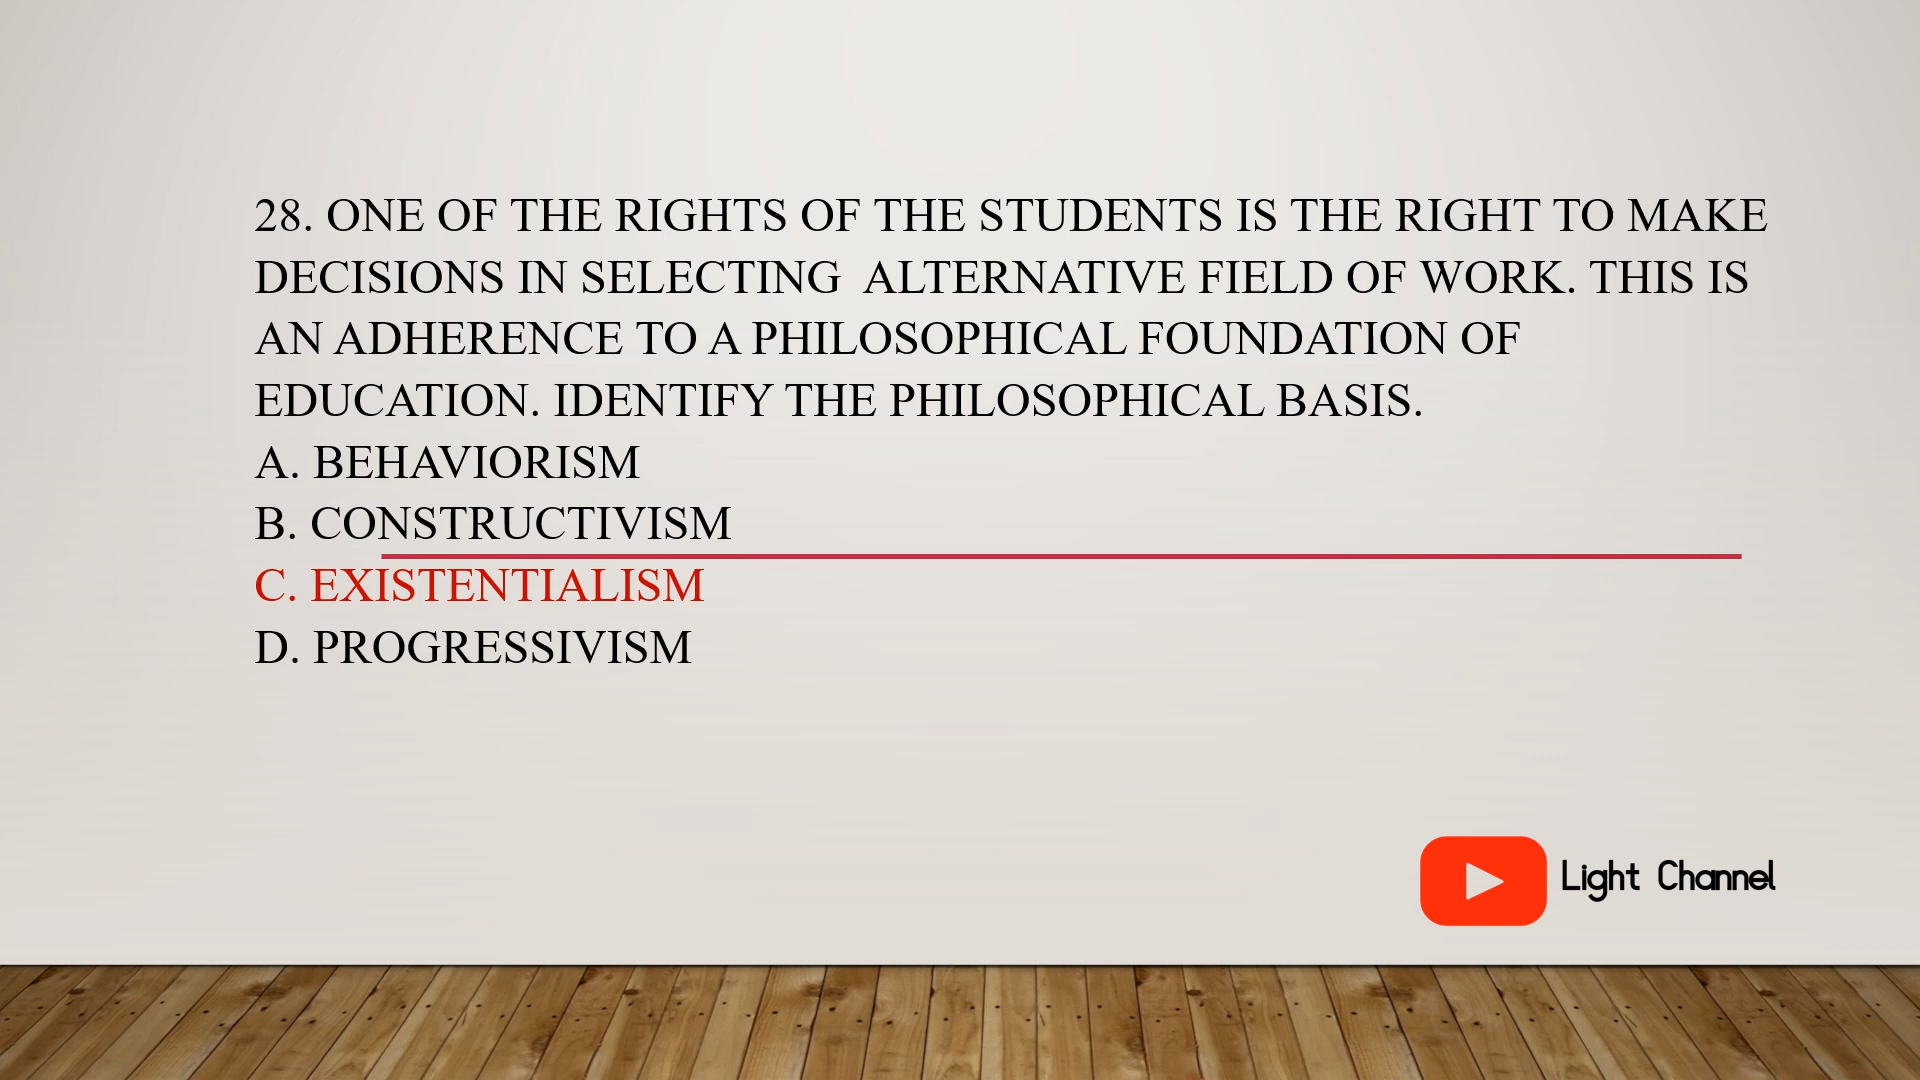 28. ONE OF THE RIGHTS OF THE STUDENTS IS THE RIGHT TO MAKE
DECISIONS IN SELECTING  ALTERNATIVE FIELD OF WORK. THIS IS
AN ADHERENCE TO A PHILOSOPHICAL FOUNDATION OF
EDUCATION. IDENTIFY THE PHILOSOPHICAL BASIS.
A. BEHAVIORISM
B. CONSTRUCTIVISM
C. EXISTENTIALISM
D. PROGRESSIVISM
Light Channel